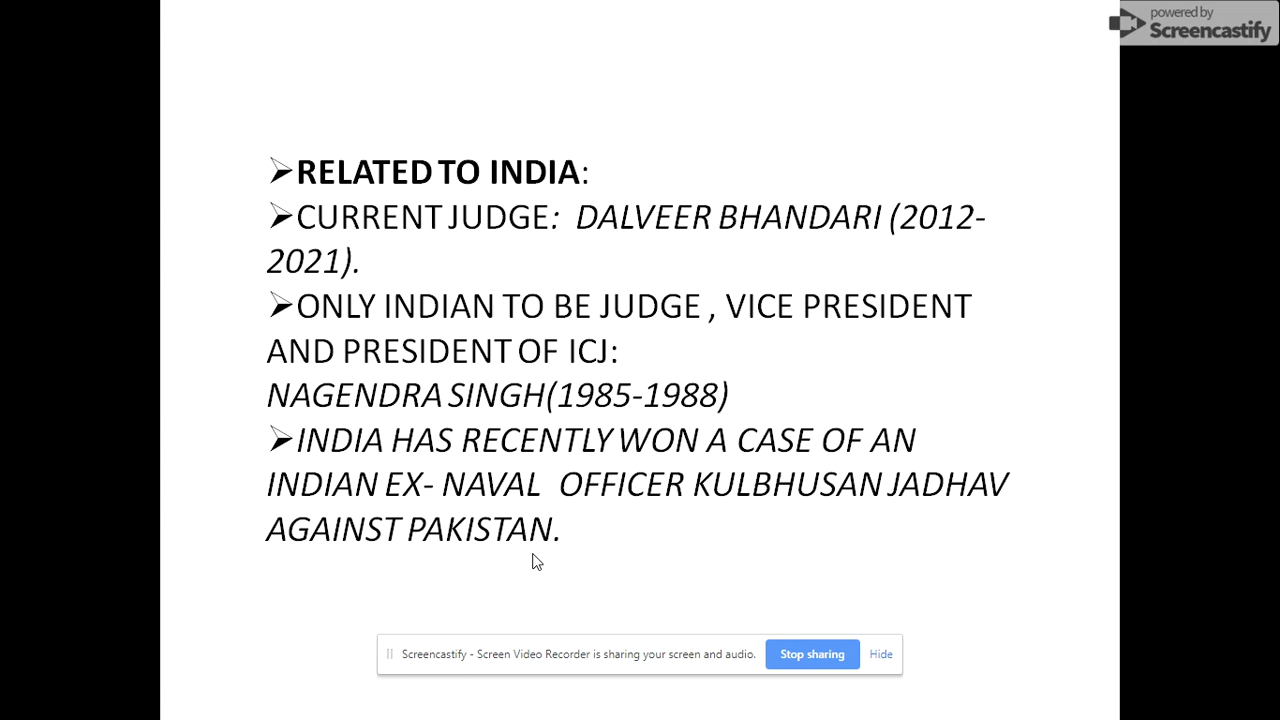 powered by
Screencastify
➢RELATED TO INDIA:
➢CURRENT JUDGE: DALVEER BHANDARI (2012-
2021).
➢ONLY INDIAN TO BE JUDGE , VICE PRESIDENT
AND PRESIDENT OF ICJ:
NAGENDRA SINGH(1985-1988)
➢INDIA HAS RECENTLY WON A CASE OF AN
INDIAN EX- NAVAL OFFICER KULBHUSAN JADHAV
AGAINST PAKISTAN.
Screencastify - Screen Video Recorder is sharing your screen and audio. Stop sharing Hide